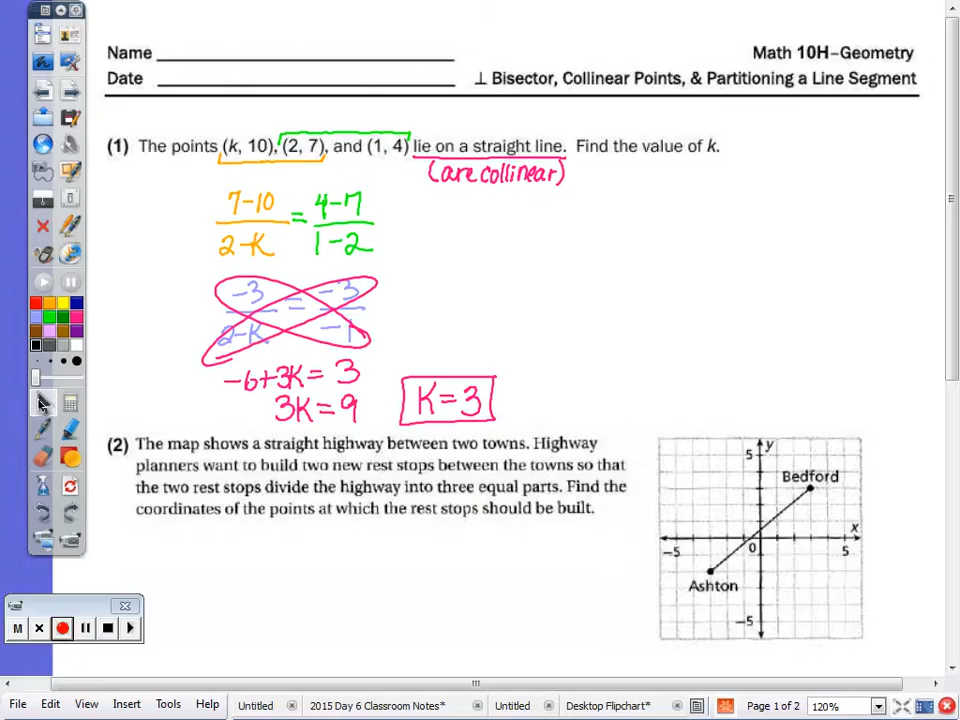 Name
Math 10H–Geometry
Date
⊥ Bisector, Collinear Points, & Partitioning a Line Segment
(1) The points (k, 10), (2, 7), and (1, 4) lie on a straight line. Find the value of k.
(are collinear)
7-10 = 4-7
2-K 1-2
-3 = -3
2-K -1
-6+3K= 3
3K=9 K=3
(2) The map shows a straight highway between two towns. Highway
planners want to build two new rest stops between the towns so that
the two rest stops divide the highway into three equal parts. Find the
coordinates of the points at which the rest stops should be built.
5 y
Bedford
x
-5 0 5
Ashton
-5
M
File Edit View Insert Tools Help Untitled 2015 Day 6 Classroom Notes* Untitled Desktop Flipchart* Page 1 of 2 120%